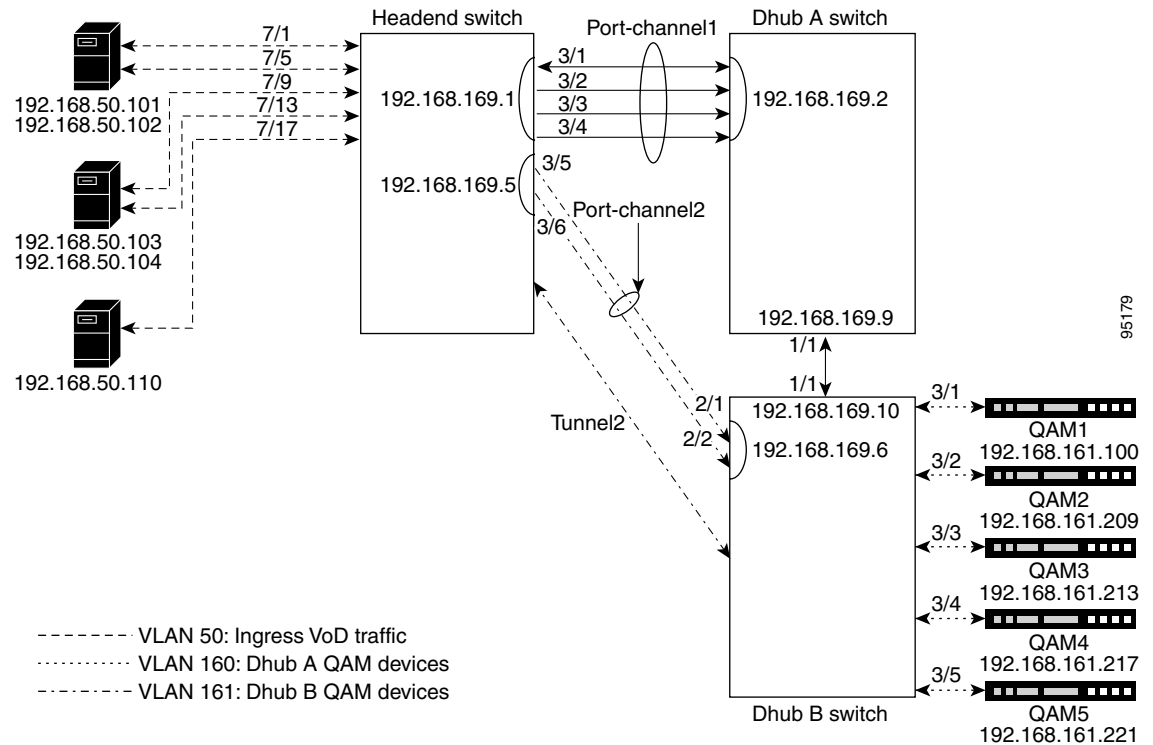 Headend switch
Dhub A switch
Port-channel1
7/1
7/5
7/9
7/13
7/17
192.168.50.101
192.168.50.102
192.168.50.103
192.168.50.104
192.168.50.110
192.168.169.1
3/1
3/2
3/3
3/4
192.168.169.2
192.168.169.5
3/5
3/6
Port-channel2
192.168.169.9
1/1
1/1
95179
Tunnel2
2/1
2/2
192.168.169.10
192.168.169.6
3/1
QAM1
192.168.161.100
3/2
QAM2
192.168.161.209
3/3
QAM3
192.168.161.213
3/4
QAM4
192.168.161.217
3/5
QAM5
192.168.161.221
Dhub B switch
VLAN 50: Ingress VoD traffic
VLAN 160: Dhub A QAM devices
VLAN 161: Dhub B QAM devices